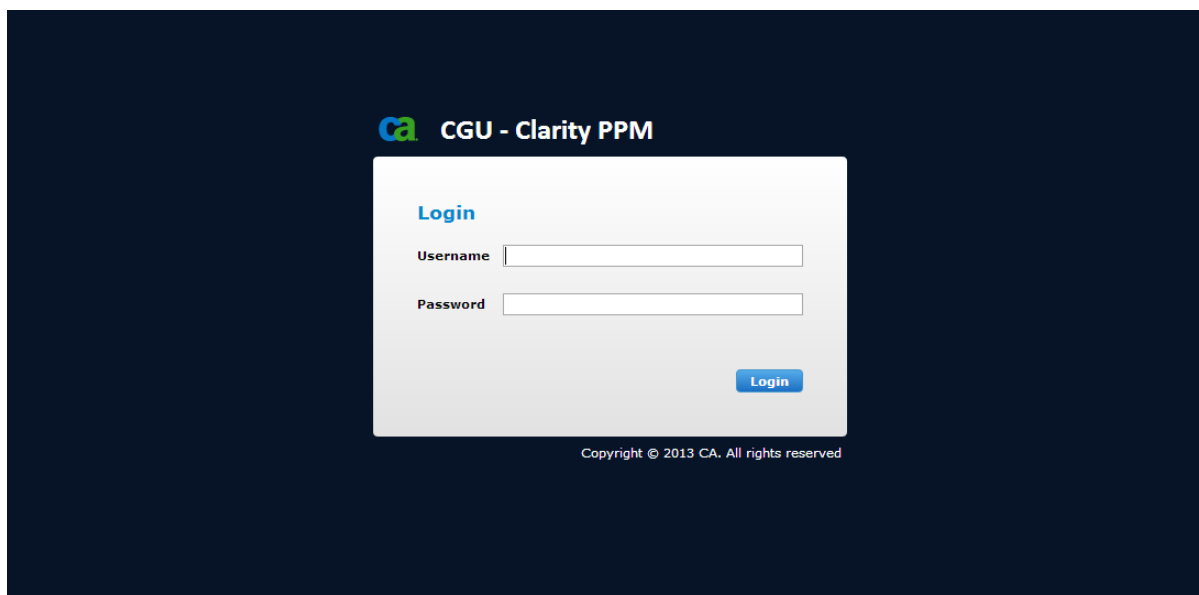 ca CGU - Clarity PPM
Login
Username
Password
Login
Copyright © 2013 CA. All rights reserved